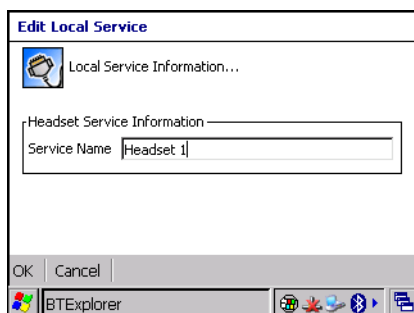 Edit Local Service
Local Service Information...
Headset Service Information
Service Name Headset 1
OK Cancel
BTExplorer